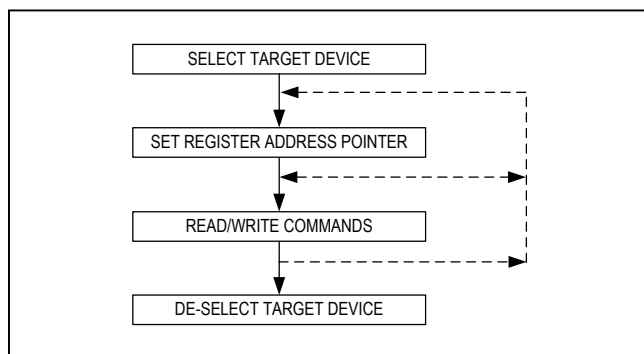 SELECT TARGET DEVICE
SET REGISTER ADDRESS POINTER
READ/WRITE COMMANDS
DE-SELECT TARGET DEVICE